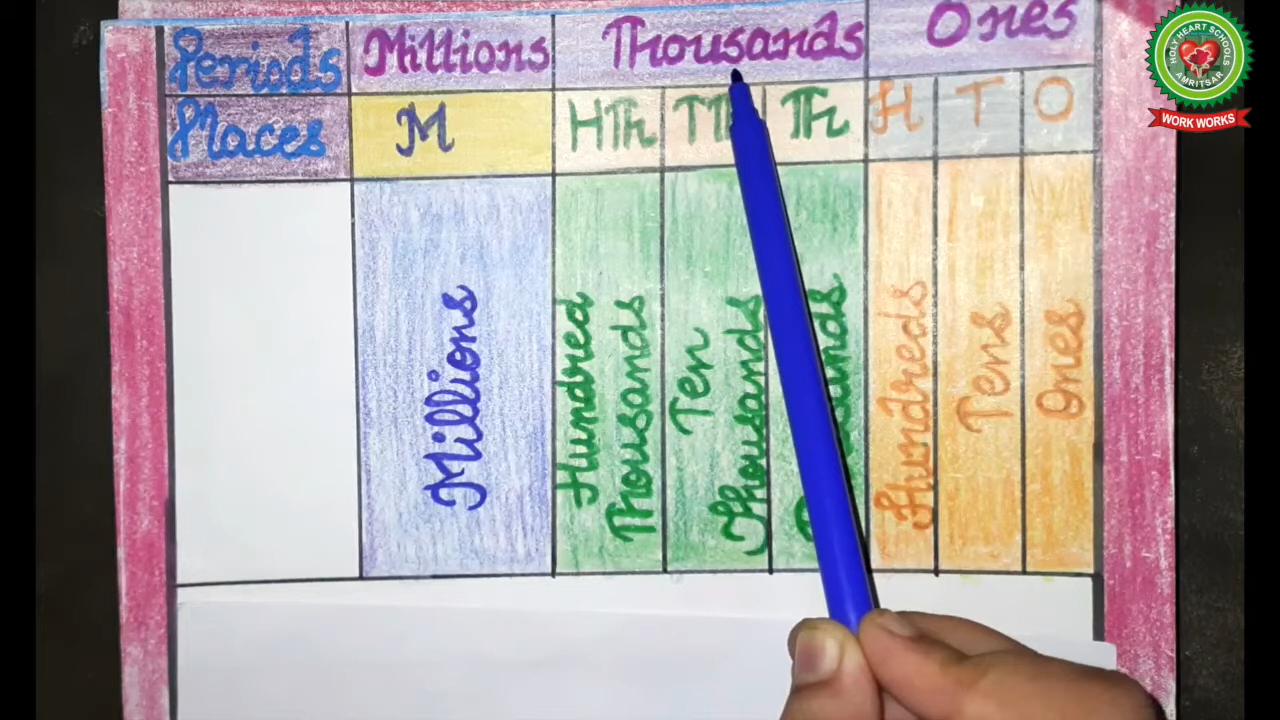 Periods Millions Thousands Ones
Places M HTh TTh Th H T O
Millions
Hundred
Thousands
Ten
Thousands
Hundreds
Tens
Ones
HOLY HEART SCHOOLS
AMRITSAR
WORK WORKS